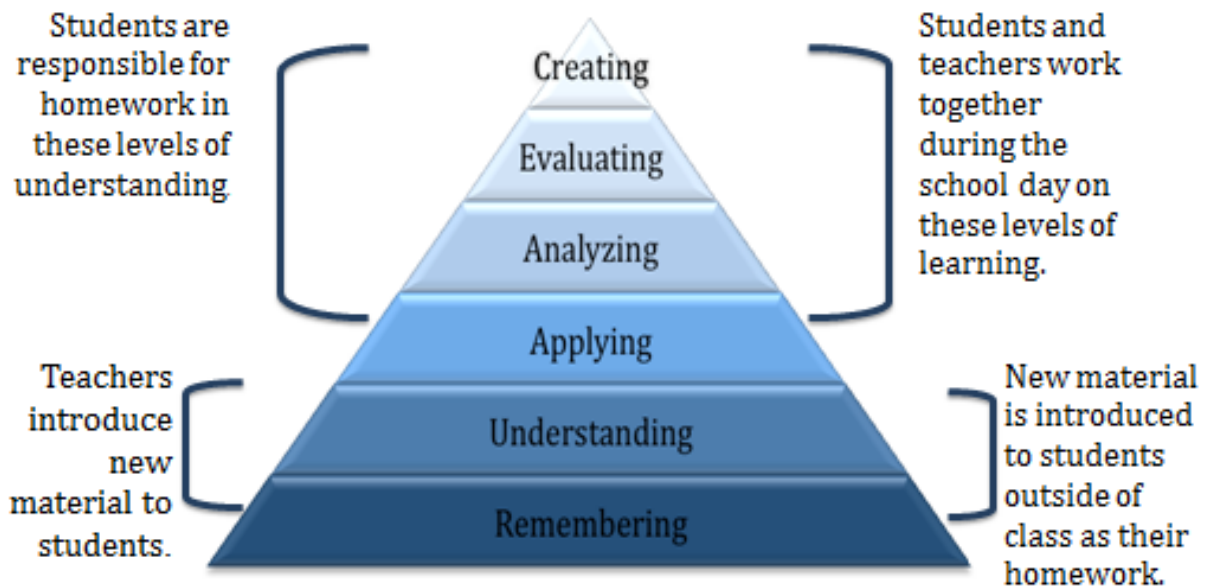 Students are
responsible for
homework in
these levels of
understanding
Creating
Evaluating
Analyzing
Applying
Understanding
Remembering
Students and
teachers work
together
during the
school day on
these levels of
learning.
Teachers
introduce
new
material to
students.
New material
is introduced
to students
outside of
class as their
homework.